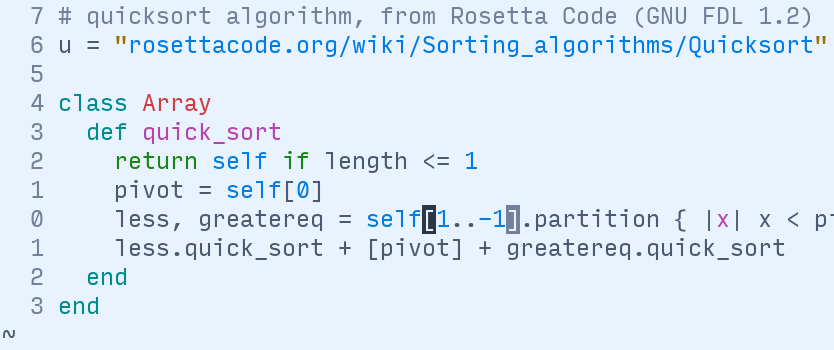 7 # quicksort algorithm, from Rosetta Code (GNU FDL 1.2)
6 u = "rosettacode.org/wiki/Sorting_algorithms/Quicksort"
5
4 class Array
3   def quick_sort
2     return self if length <= 1
1     pivot = self[0]
0     less, greatereq = self[1..-1].partition { |x| x < pi
1     less.quick_sort + [pivot] + greatereq.quick_sort
2   end
3 end
~